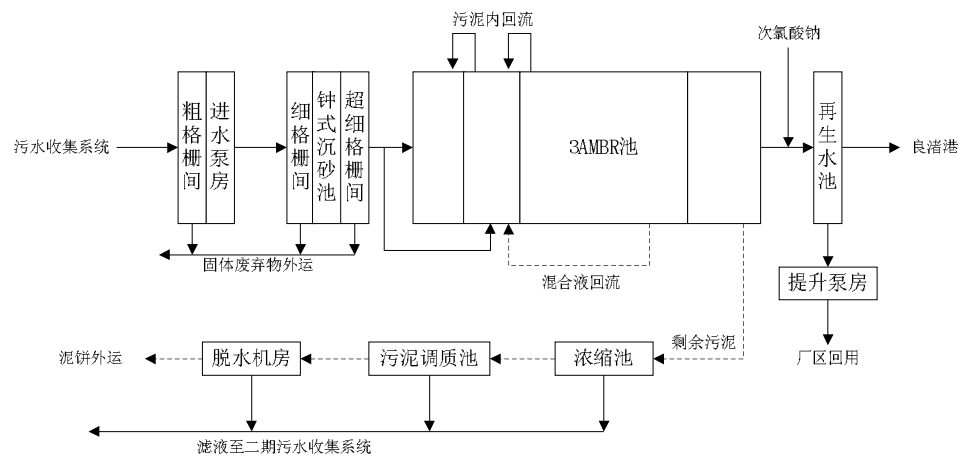 污泥内回流
次氯酸钠
污水收集系统
粗格栅间
进水泵房
细格栅间
钟式沉砂池
超细格栅间
3AMBR池
再生水池
良渚港
固体废弃物外运
混合液回流
提升泵房
剩余污泥
泥饼外运
脱水机房
污泥调质池
浓缩池
厂区回用
滤液至二期污水收集系统